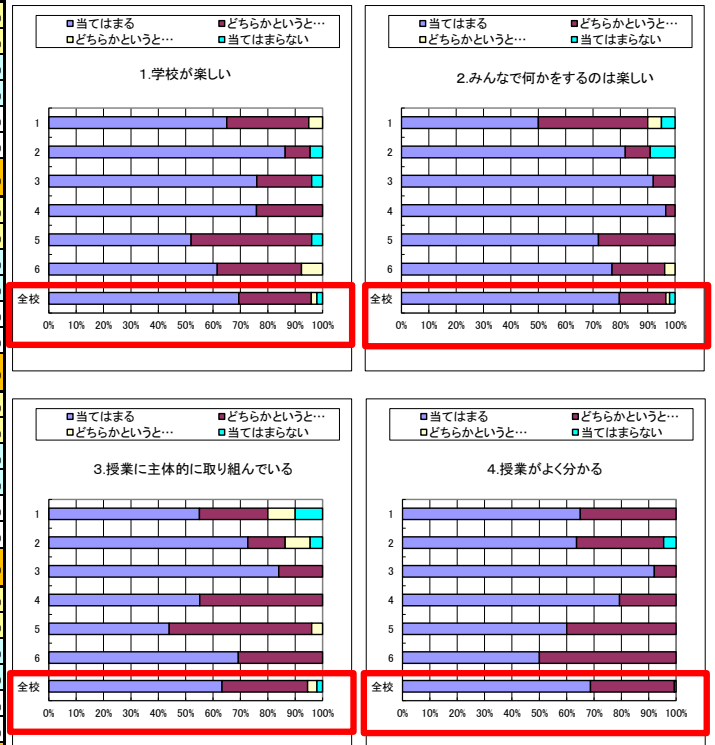 ■当てはまる ■どちらかというと…
□どちらかというと… ■当てはまらない
1.学校が楽しい
1
2
3
4
5
6
全校
0% 10% 20% 30% 40% 50% 60% 70% 80% 90% 100%
■当てはまる ■どちらかというと…
□どちらかというと… ■当てはまらない
2.みんなで何かをするのは楽しい
1
2
3
4
5
6
全校
0% 10% 20% 30% 40% 50% 60% 70% 80% 90% 100%
■当てはまる ■どちらかというと…
□どちらかというと… ■当てはまらない
3.授業に主体的に取り組んでいる
1
2
3
4
5
6
全校
0% 10% 20% 30% 40% 50% 60% 70% 80% 90% 100%
■当てはまる ■どちらかというと…
□どちらかというと… ■当てはまらない
4.授業がよく分かる
1
2
3
4
5
6
全校
0% 10% 20% 30% 40% 50% 60% 70% 80% 90% 100%